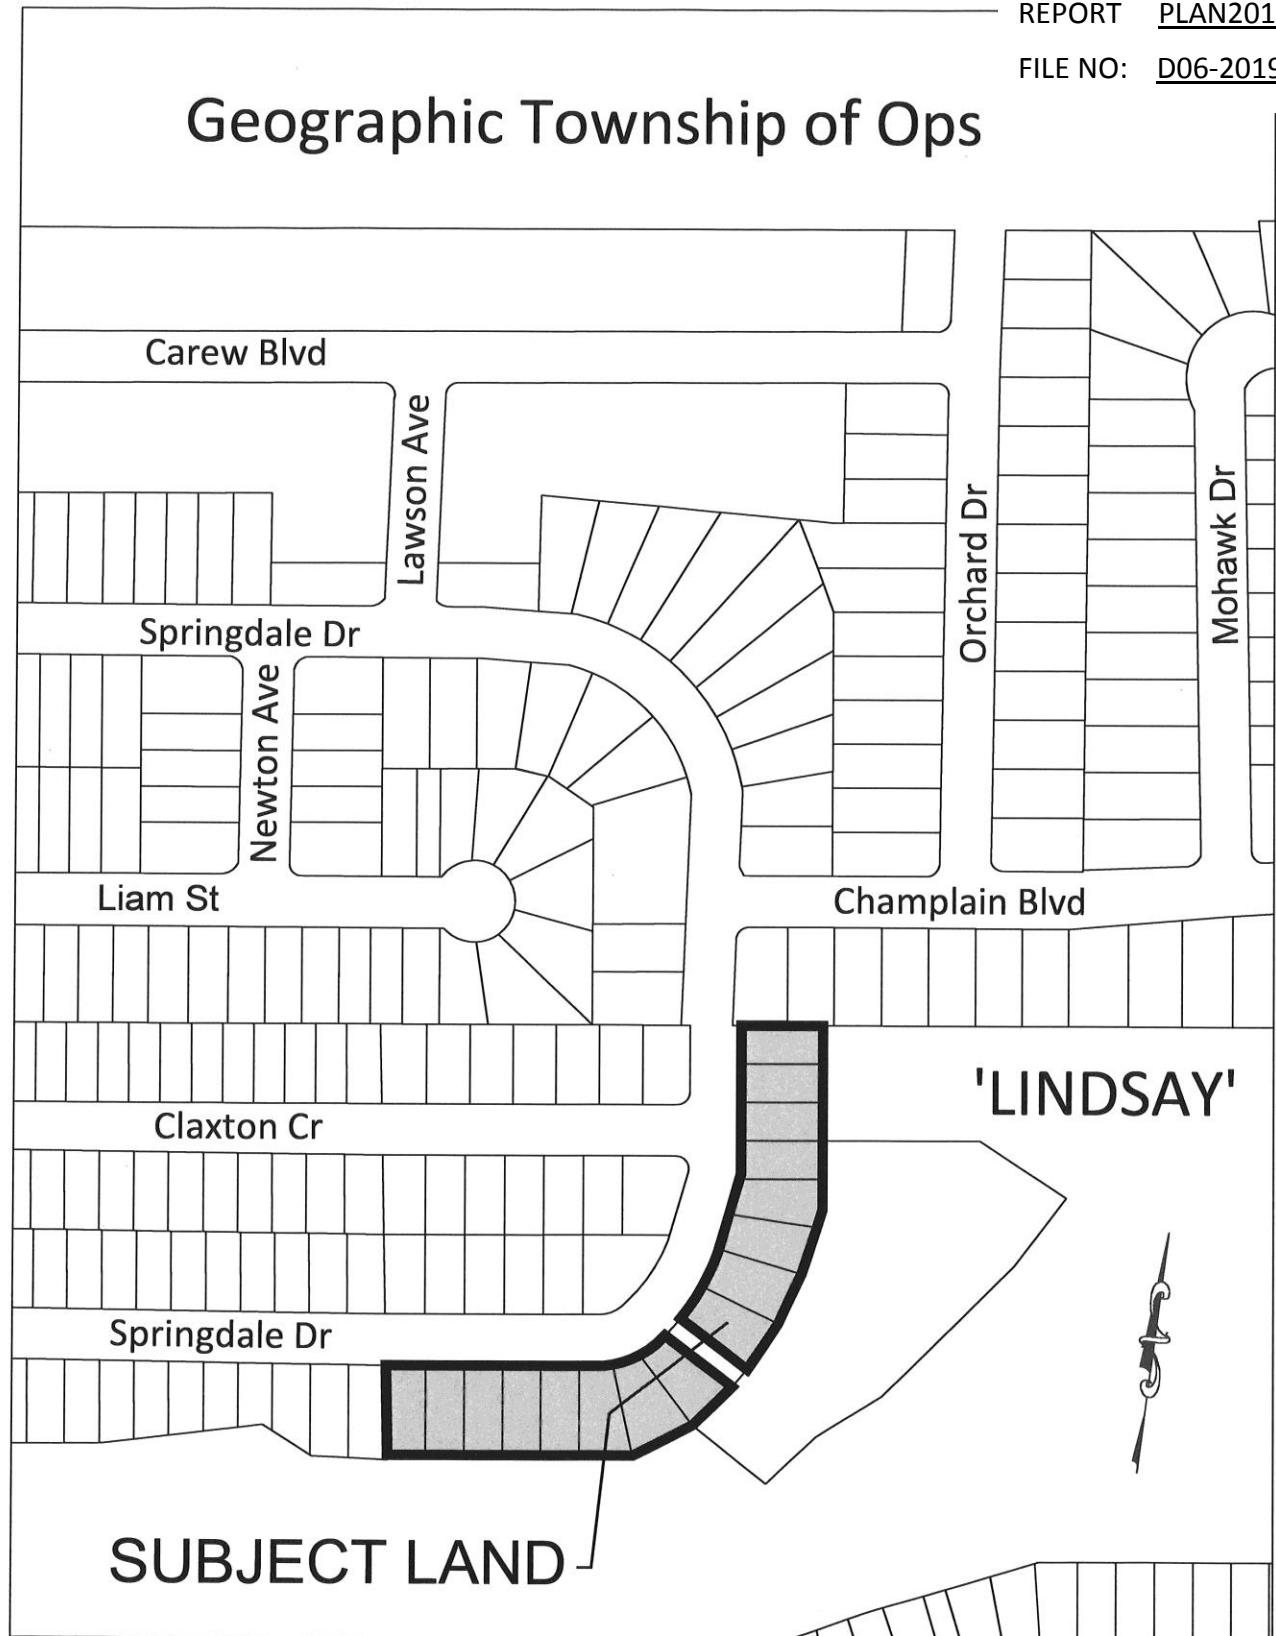 REPORT PLAN201
FILE NO: D06-2019
Geographic Township of Ops
Carew Blvd
Lawson Ave
Orchard Dr
Mohawk Dr
Springdale Dr
Newton Ave
Liam St
Champlain Blvd
'LINDSAY'
Claxton Cr
Springdale Dr
SUBJECT LAND